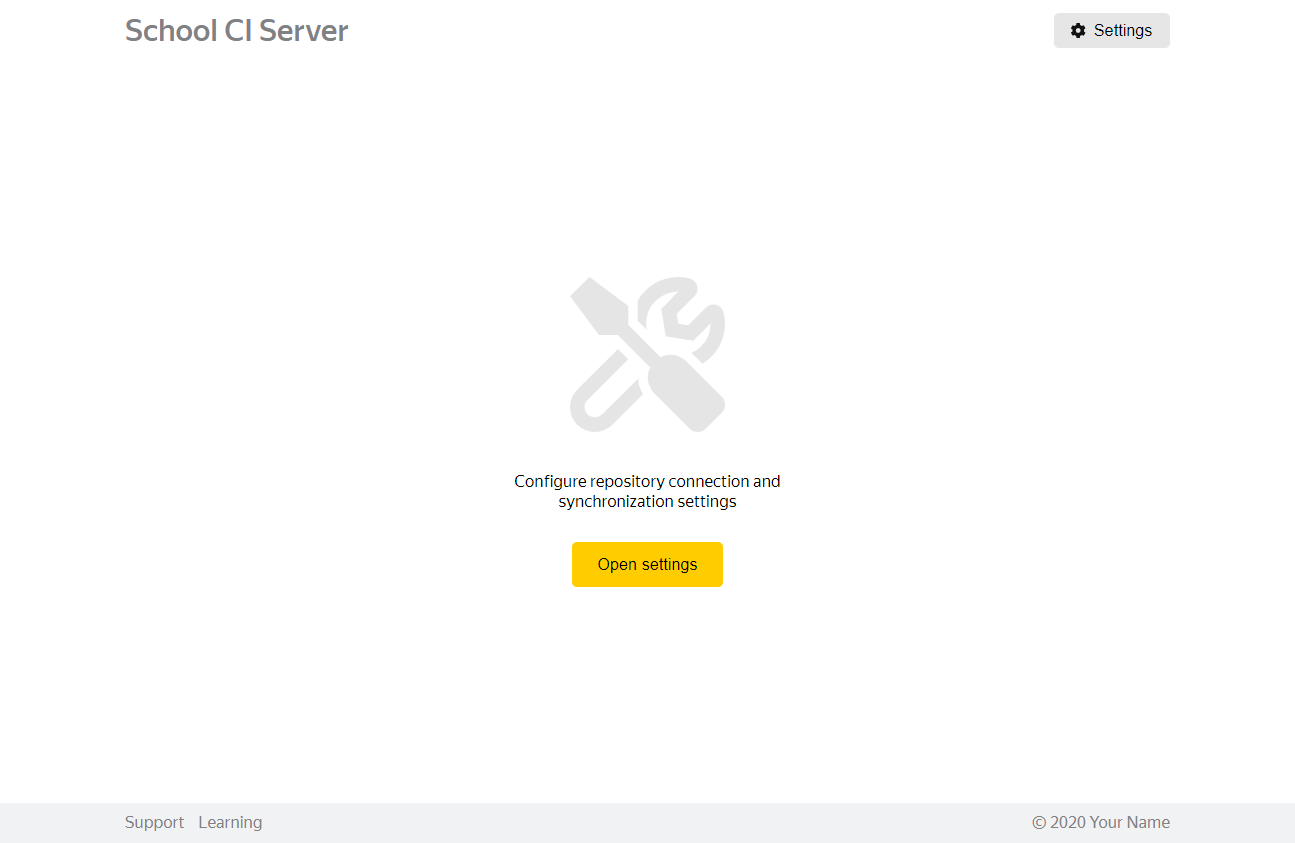 School CI Server
Settings
Configure repository connection and
synchronization settings
Open settings
Support Learning
© 2020 Your Name